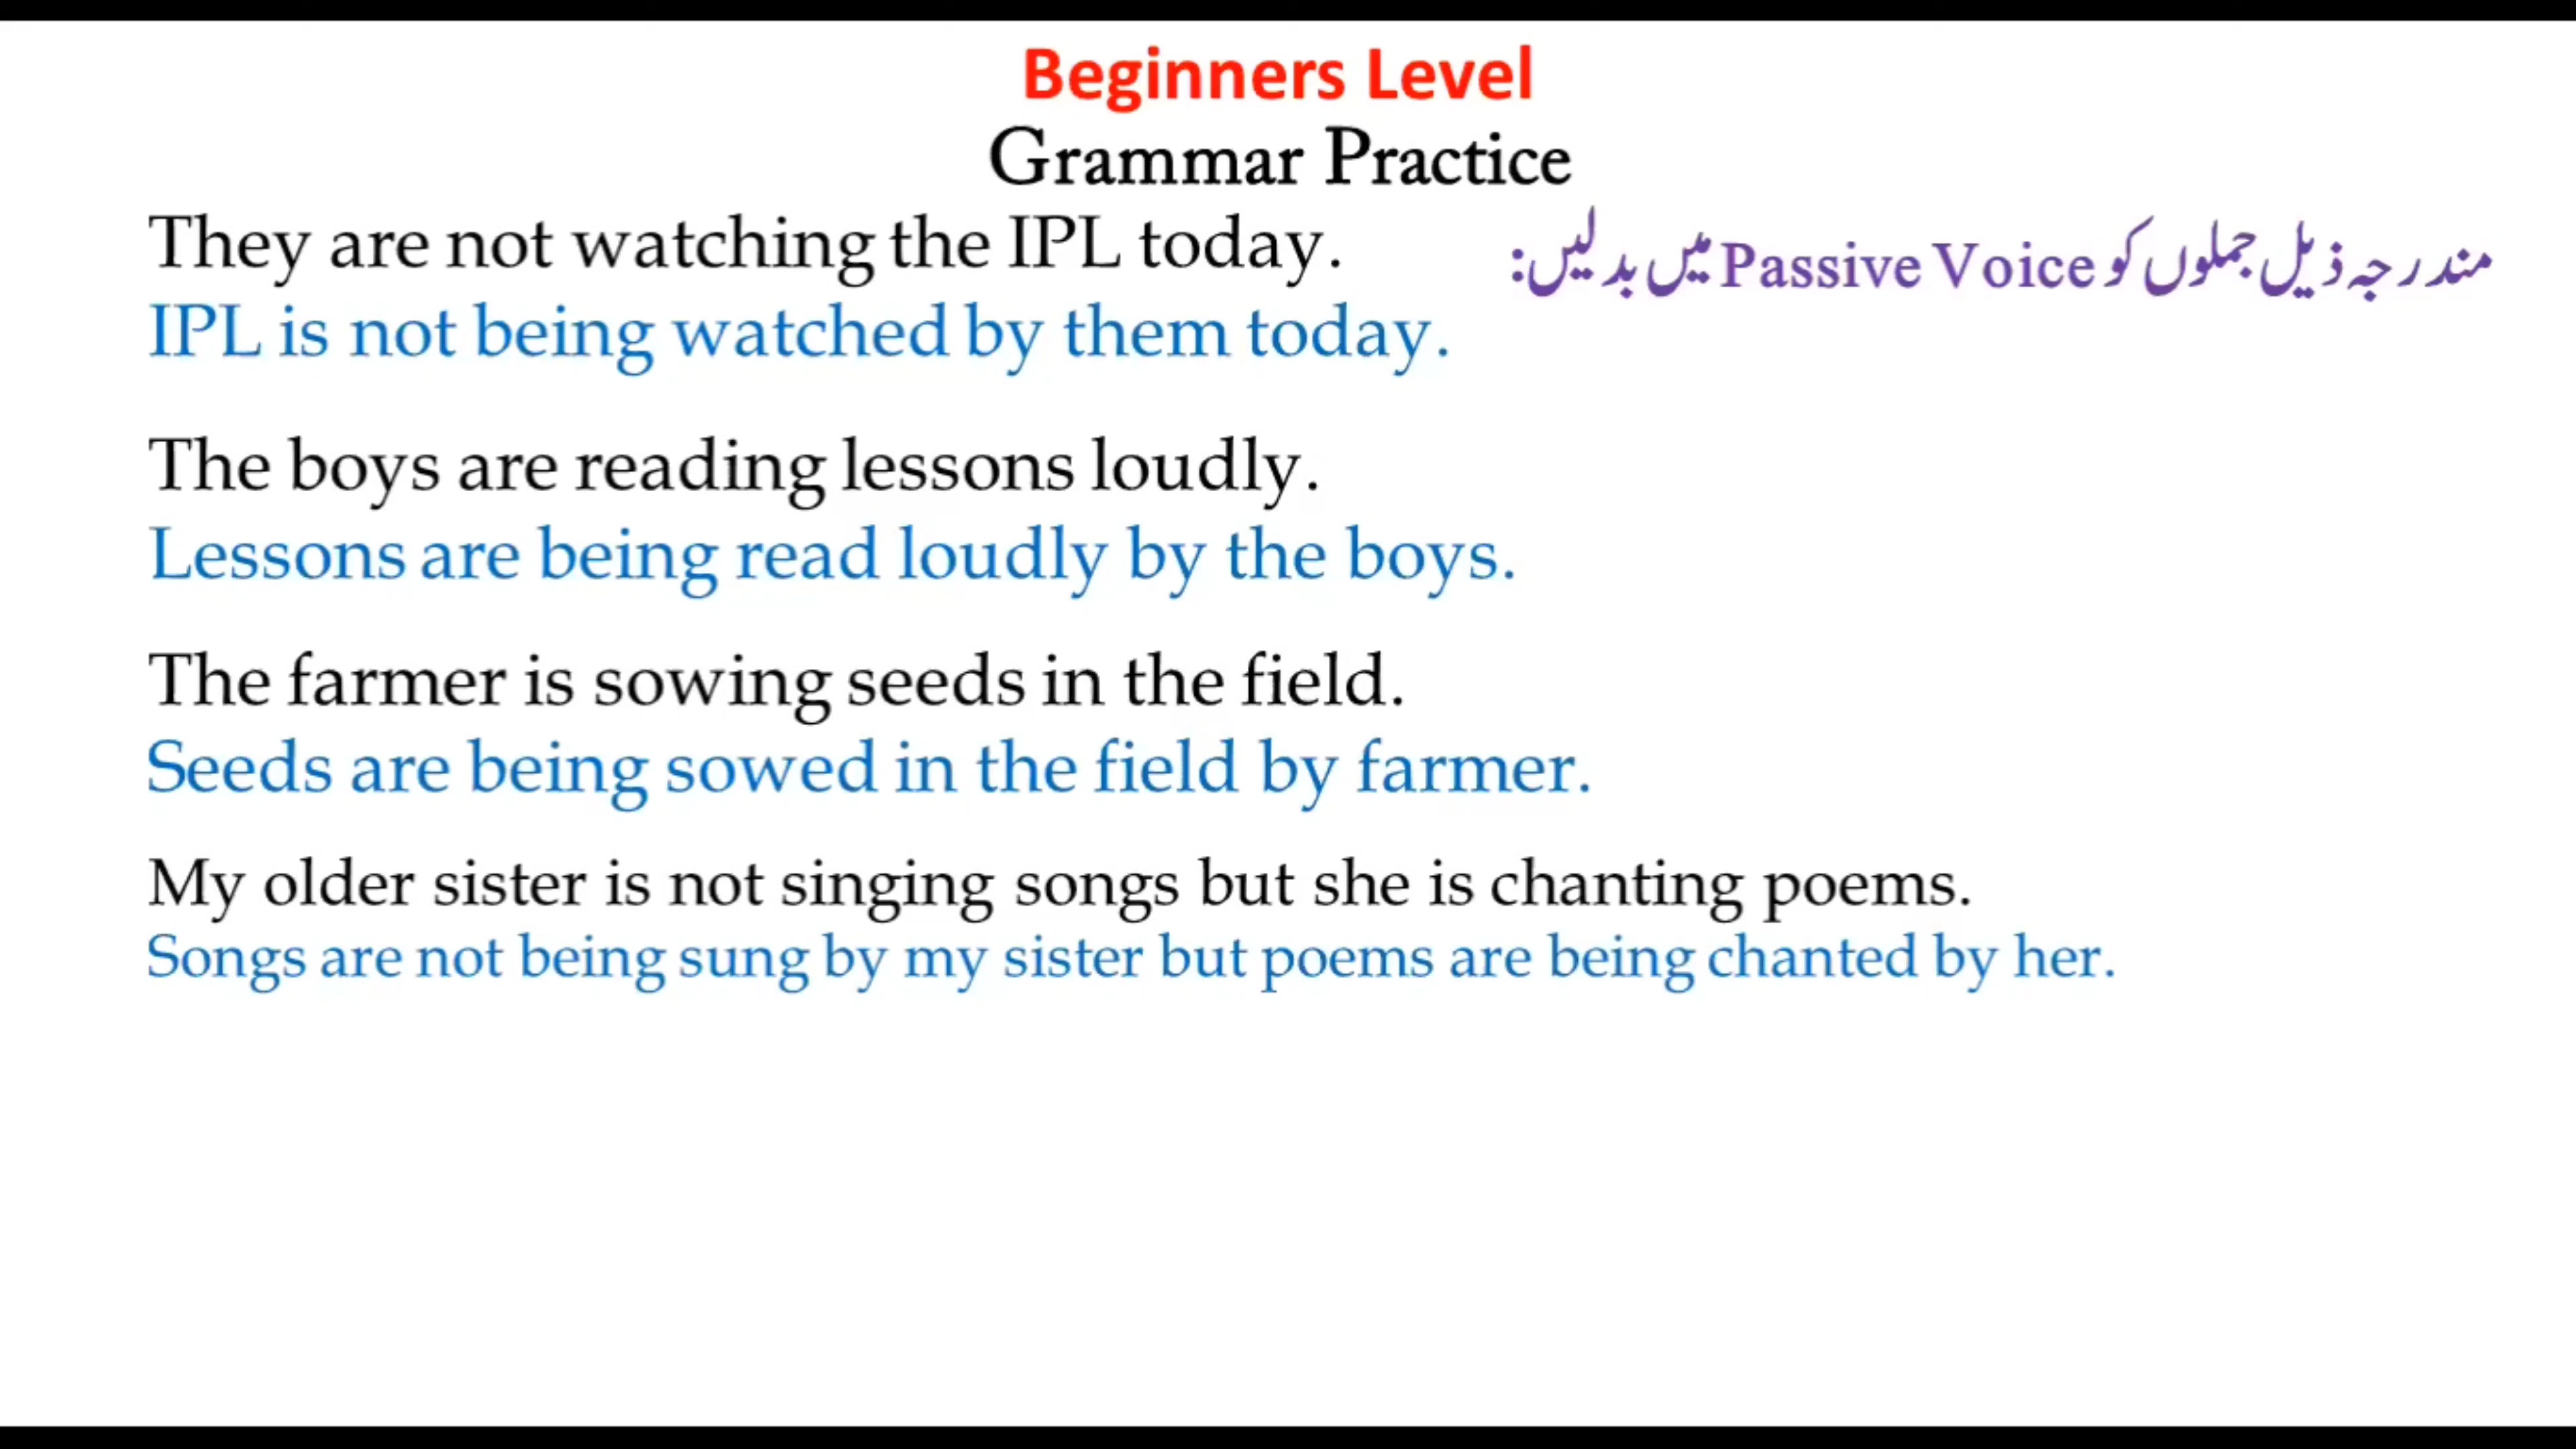 Beginners Level
Grammar Practice
They are not watching the IPL today.
مندرجہ ذیل جملوں کو Passive Voice میں بدلیں:
IPL is not being watched by them today.
The boys are reading lessons loudly.
Lessons are being read loudly by the boys.
The farmer is sowing seeds in the field.
Seeds are being sowed in the field by farmer.
My older sister is not singing songs but she is chanting poems.
Songs are not being sung by my sister but poems are being chanted by her.